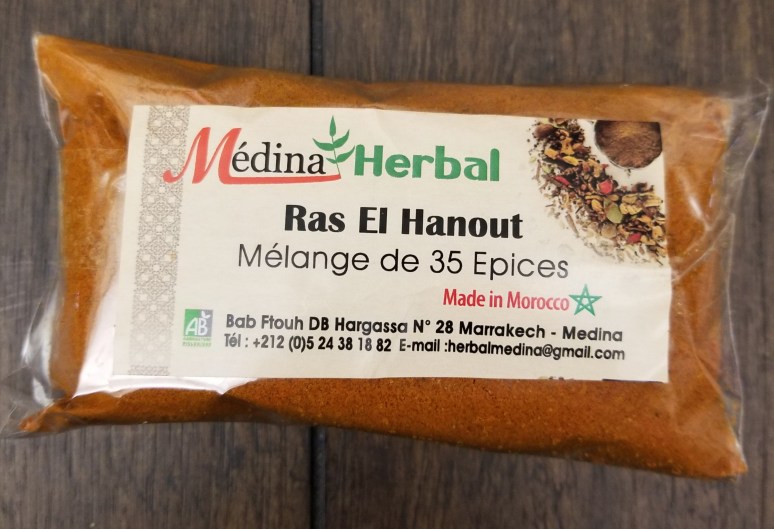 Médina Herbal
Ras El Hanout
Mélange de 35 Epices
Made in Morocco
AB
Bab Ftouh DB Hargassa N° 28 Marrakech - Medina
Tél : +212 (0)5 24 38 18 82 E-mail :herbalmedina@gmail.com